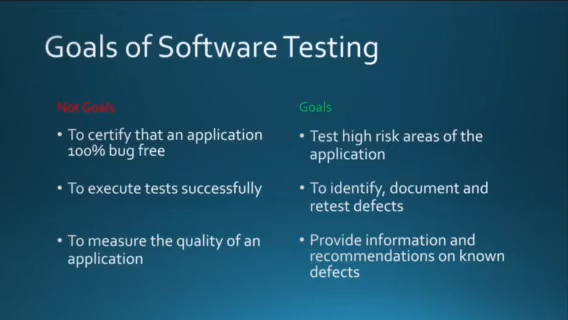 Goals of Software Testing
Not Goals
• To certify that an application
100% bug free
• To execute tests successfully
• To measure the quality of an
application
Goals
• Test high risk areas of the
application
• To identify, document and
retest defects
• Provide information and
recommendations on known
defects